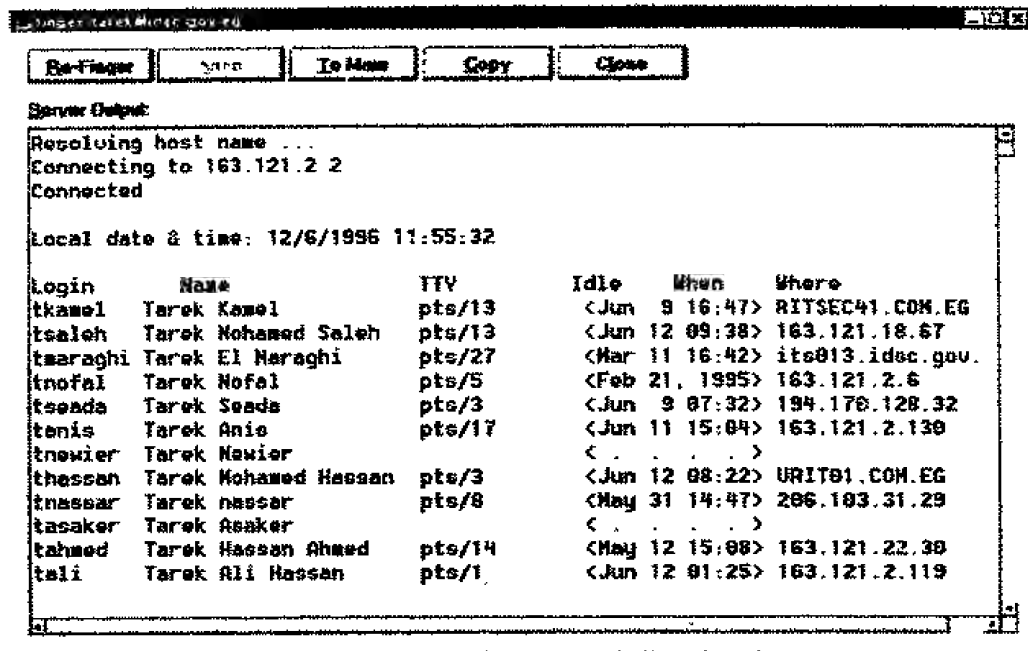 Re-Finger To Mom Copy Close
Server Output:
Resolving host name ...
Connecting to 163.121.2 2
Connected
Local date & time: 12/6/1996 11:55:32
Login Name TTY Idle When Where
tkamel Tarek Kamel pts/13 <Jun 9 16:47> RITSEC41.COM.EG
tsaleh Tarek Mohamed Saleh pts/13 <Jun 12 09:38> 163.121.18.67
tmaraghi Tarek El Maraghi pts/27 <Mar 11 16:42> its013.idsc.gov.
tnofal Tarek Nofal pts/5 <Feb 21, 1995> 163.121.2.6
tseada Tarek Seada pts/3 <Jun 9 07:32> 194.170.128.32
tanis Tarek Anis pts/17 <Jun 11 15:04> 163.121.2.130
tnewier Tarek Newier < . . . . >
thassan Tarek Mohamed Hassan pts/3 <Jun 12 08:22> URIT01.COM.EG
tnassar Tarek nassar pts/8 <May 31 14:47> 206.103.31.29
tasaker Tarek Asaker < . . . . >
tahmed Tarek Hassan Ahmed pts/14 <May 12 15:08> 163.121.22.30
tali Tarek Ali Hassan pts/1 <Jun 12 01:25> 163.121.2.119